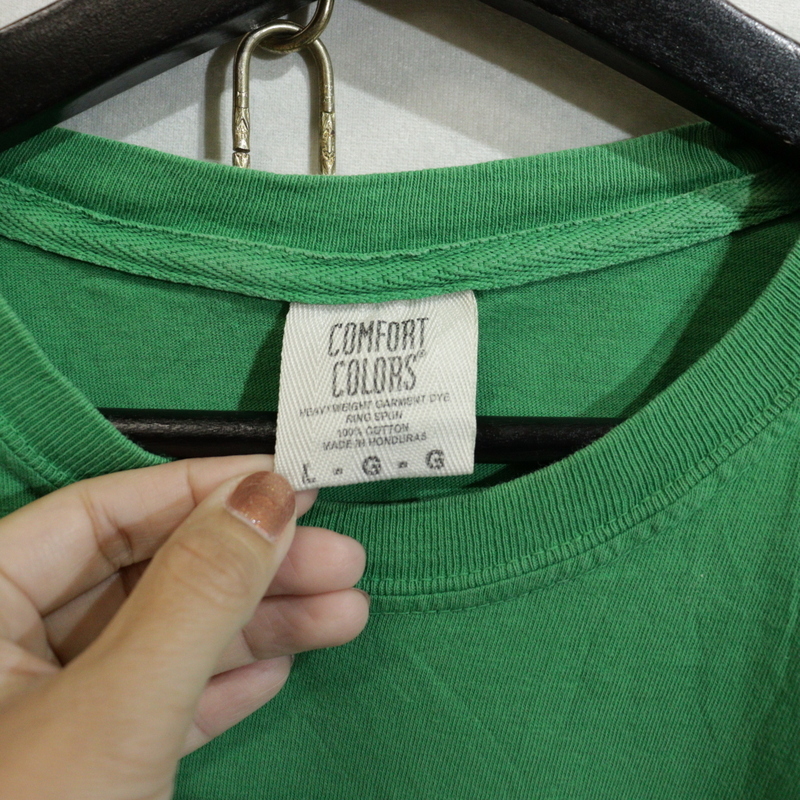 COMFORT
COLORS®
HEAVYWEIGHT GARMENT DYE
RING SPUN
100% COTTON
MADE IN HONDURAS
L - G - G